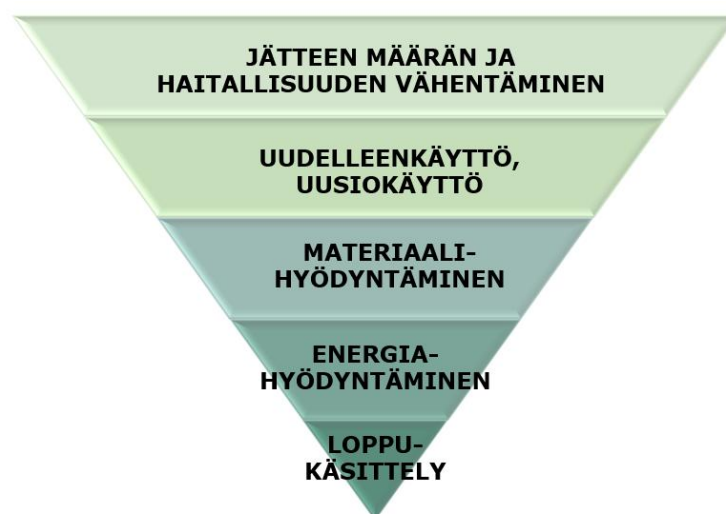 JÄTTEEN MÄÄRÄN JA
HAITALLISUUDEN VÄHENTÄMINEN
UUDELLEENKÄYTTÖ,
UUSIOKÄYTTÖ
MATERIAALI-
HYÖDYNTÄMINEN
ENERGIA-
HYÖDYNTÄMINEN
LOPPU-
KÄSITTELY